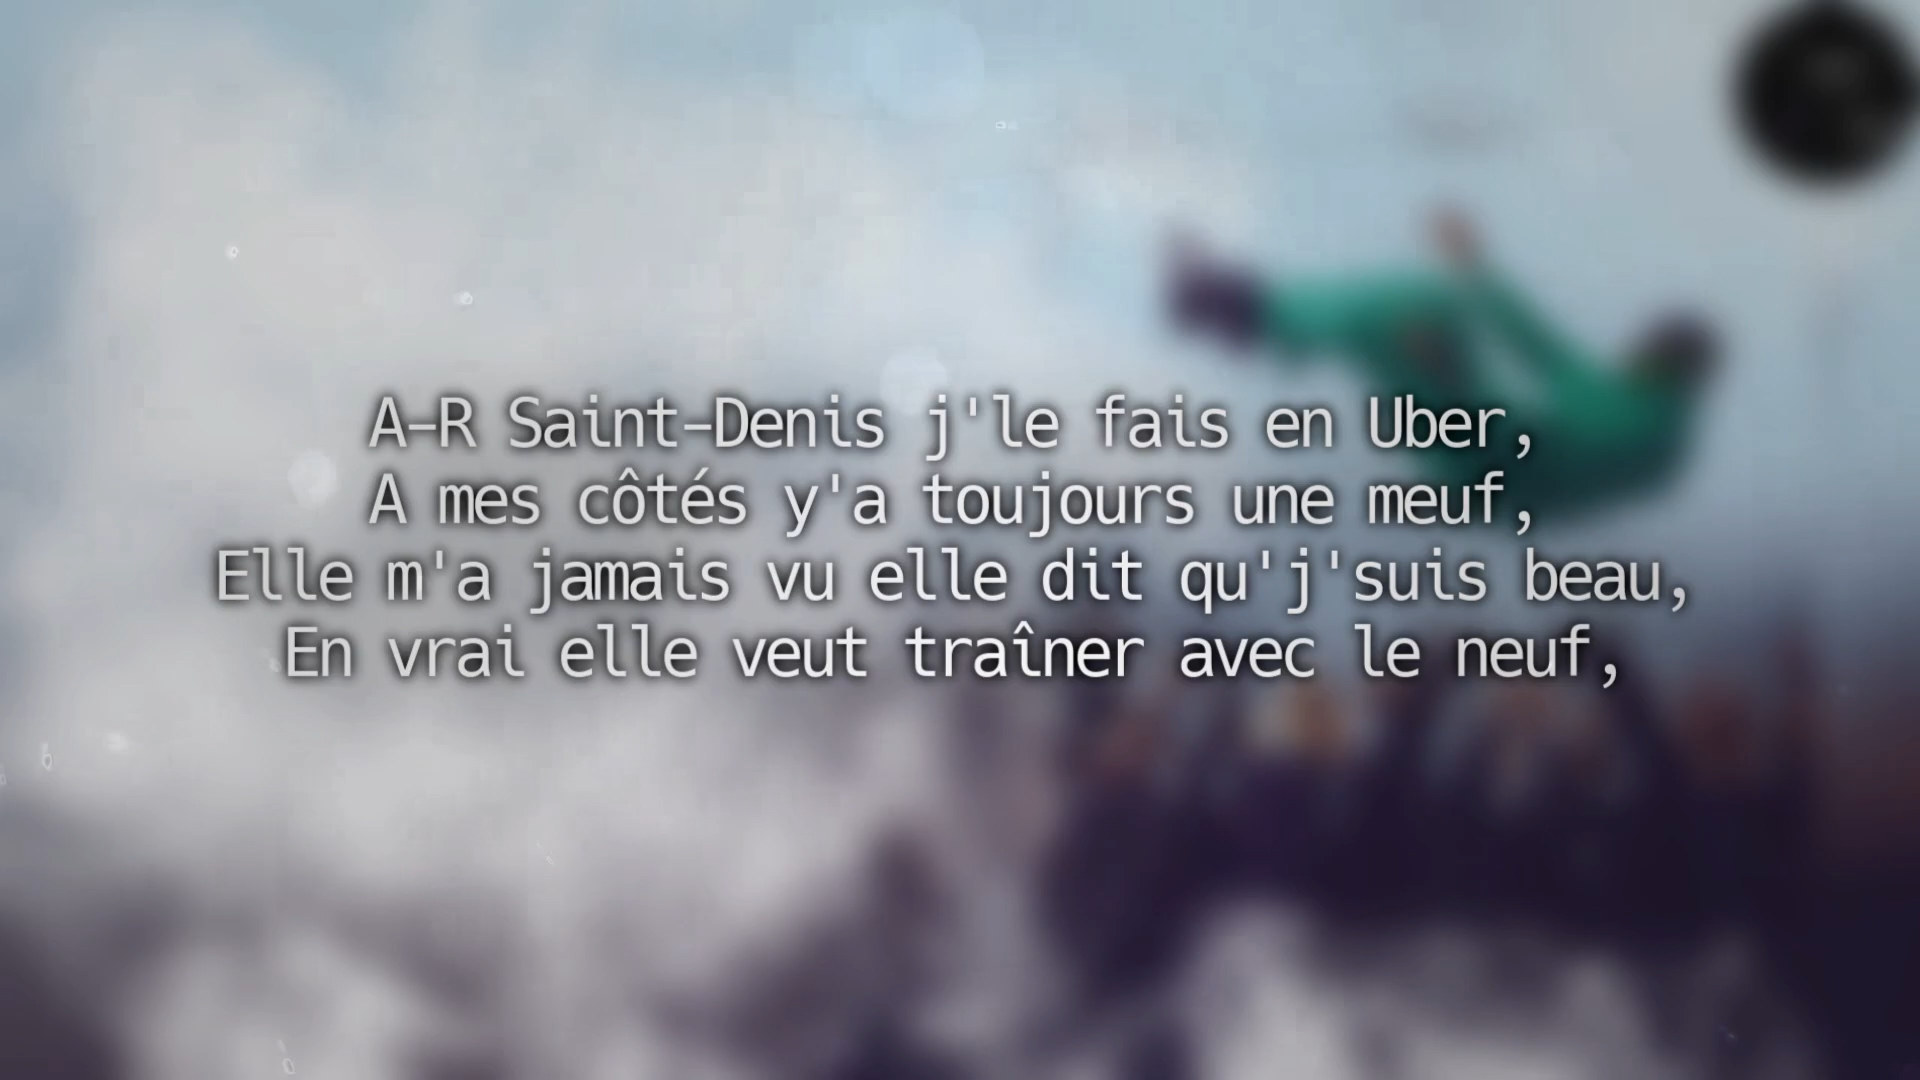 A-R Saint-Denis j'le fais en Uber,
A mes côtés y'a toujours une meuf,
Elle m'a jamais vu elle dit qu'j'suis beau,
En vrai elle veut traîner avec le neuf,